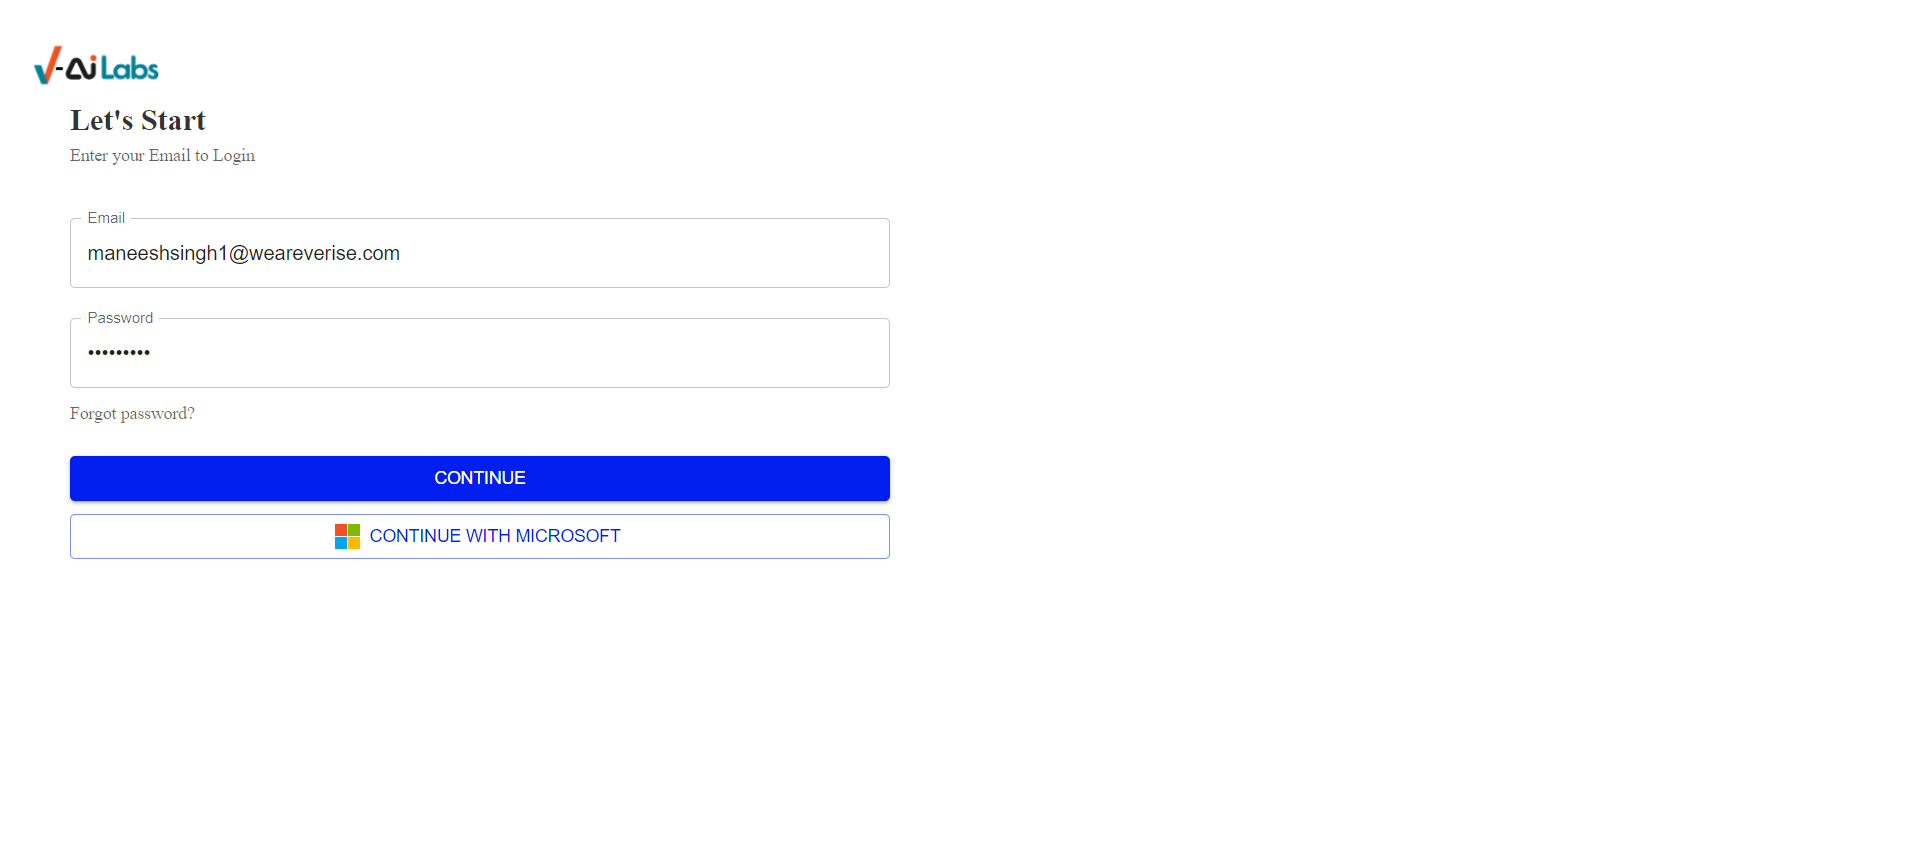 V-Ai Labs
Let's Start
Enter your Email to Login
Email
maneeshsingh1@weareverise.com
Password
•••••••••
Forgot password?
CONTINUE
CONTINUE WITH MICROSOFT